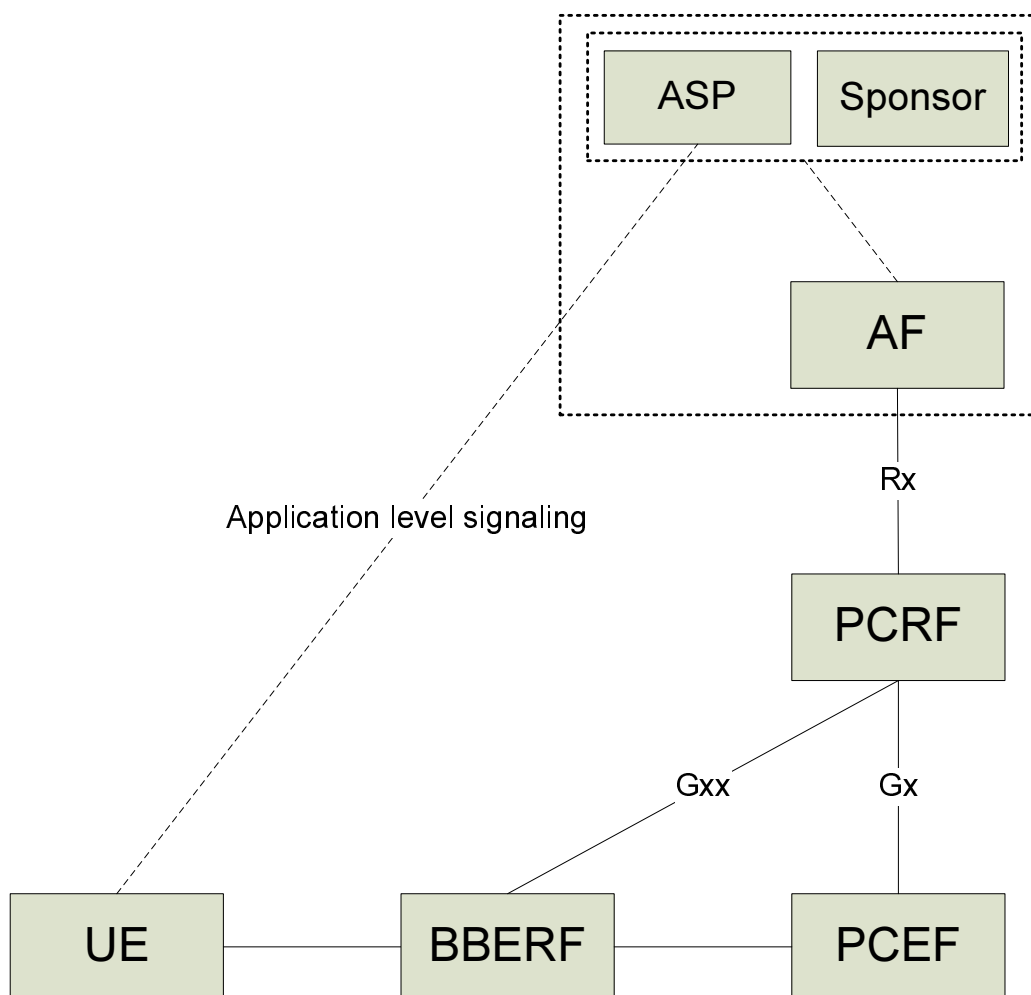 ASP
Sponsor
AF
Rx
Application level signaling
PCRF
Gxx
Gx
UE
BBERF
PCEF